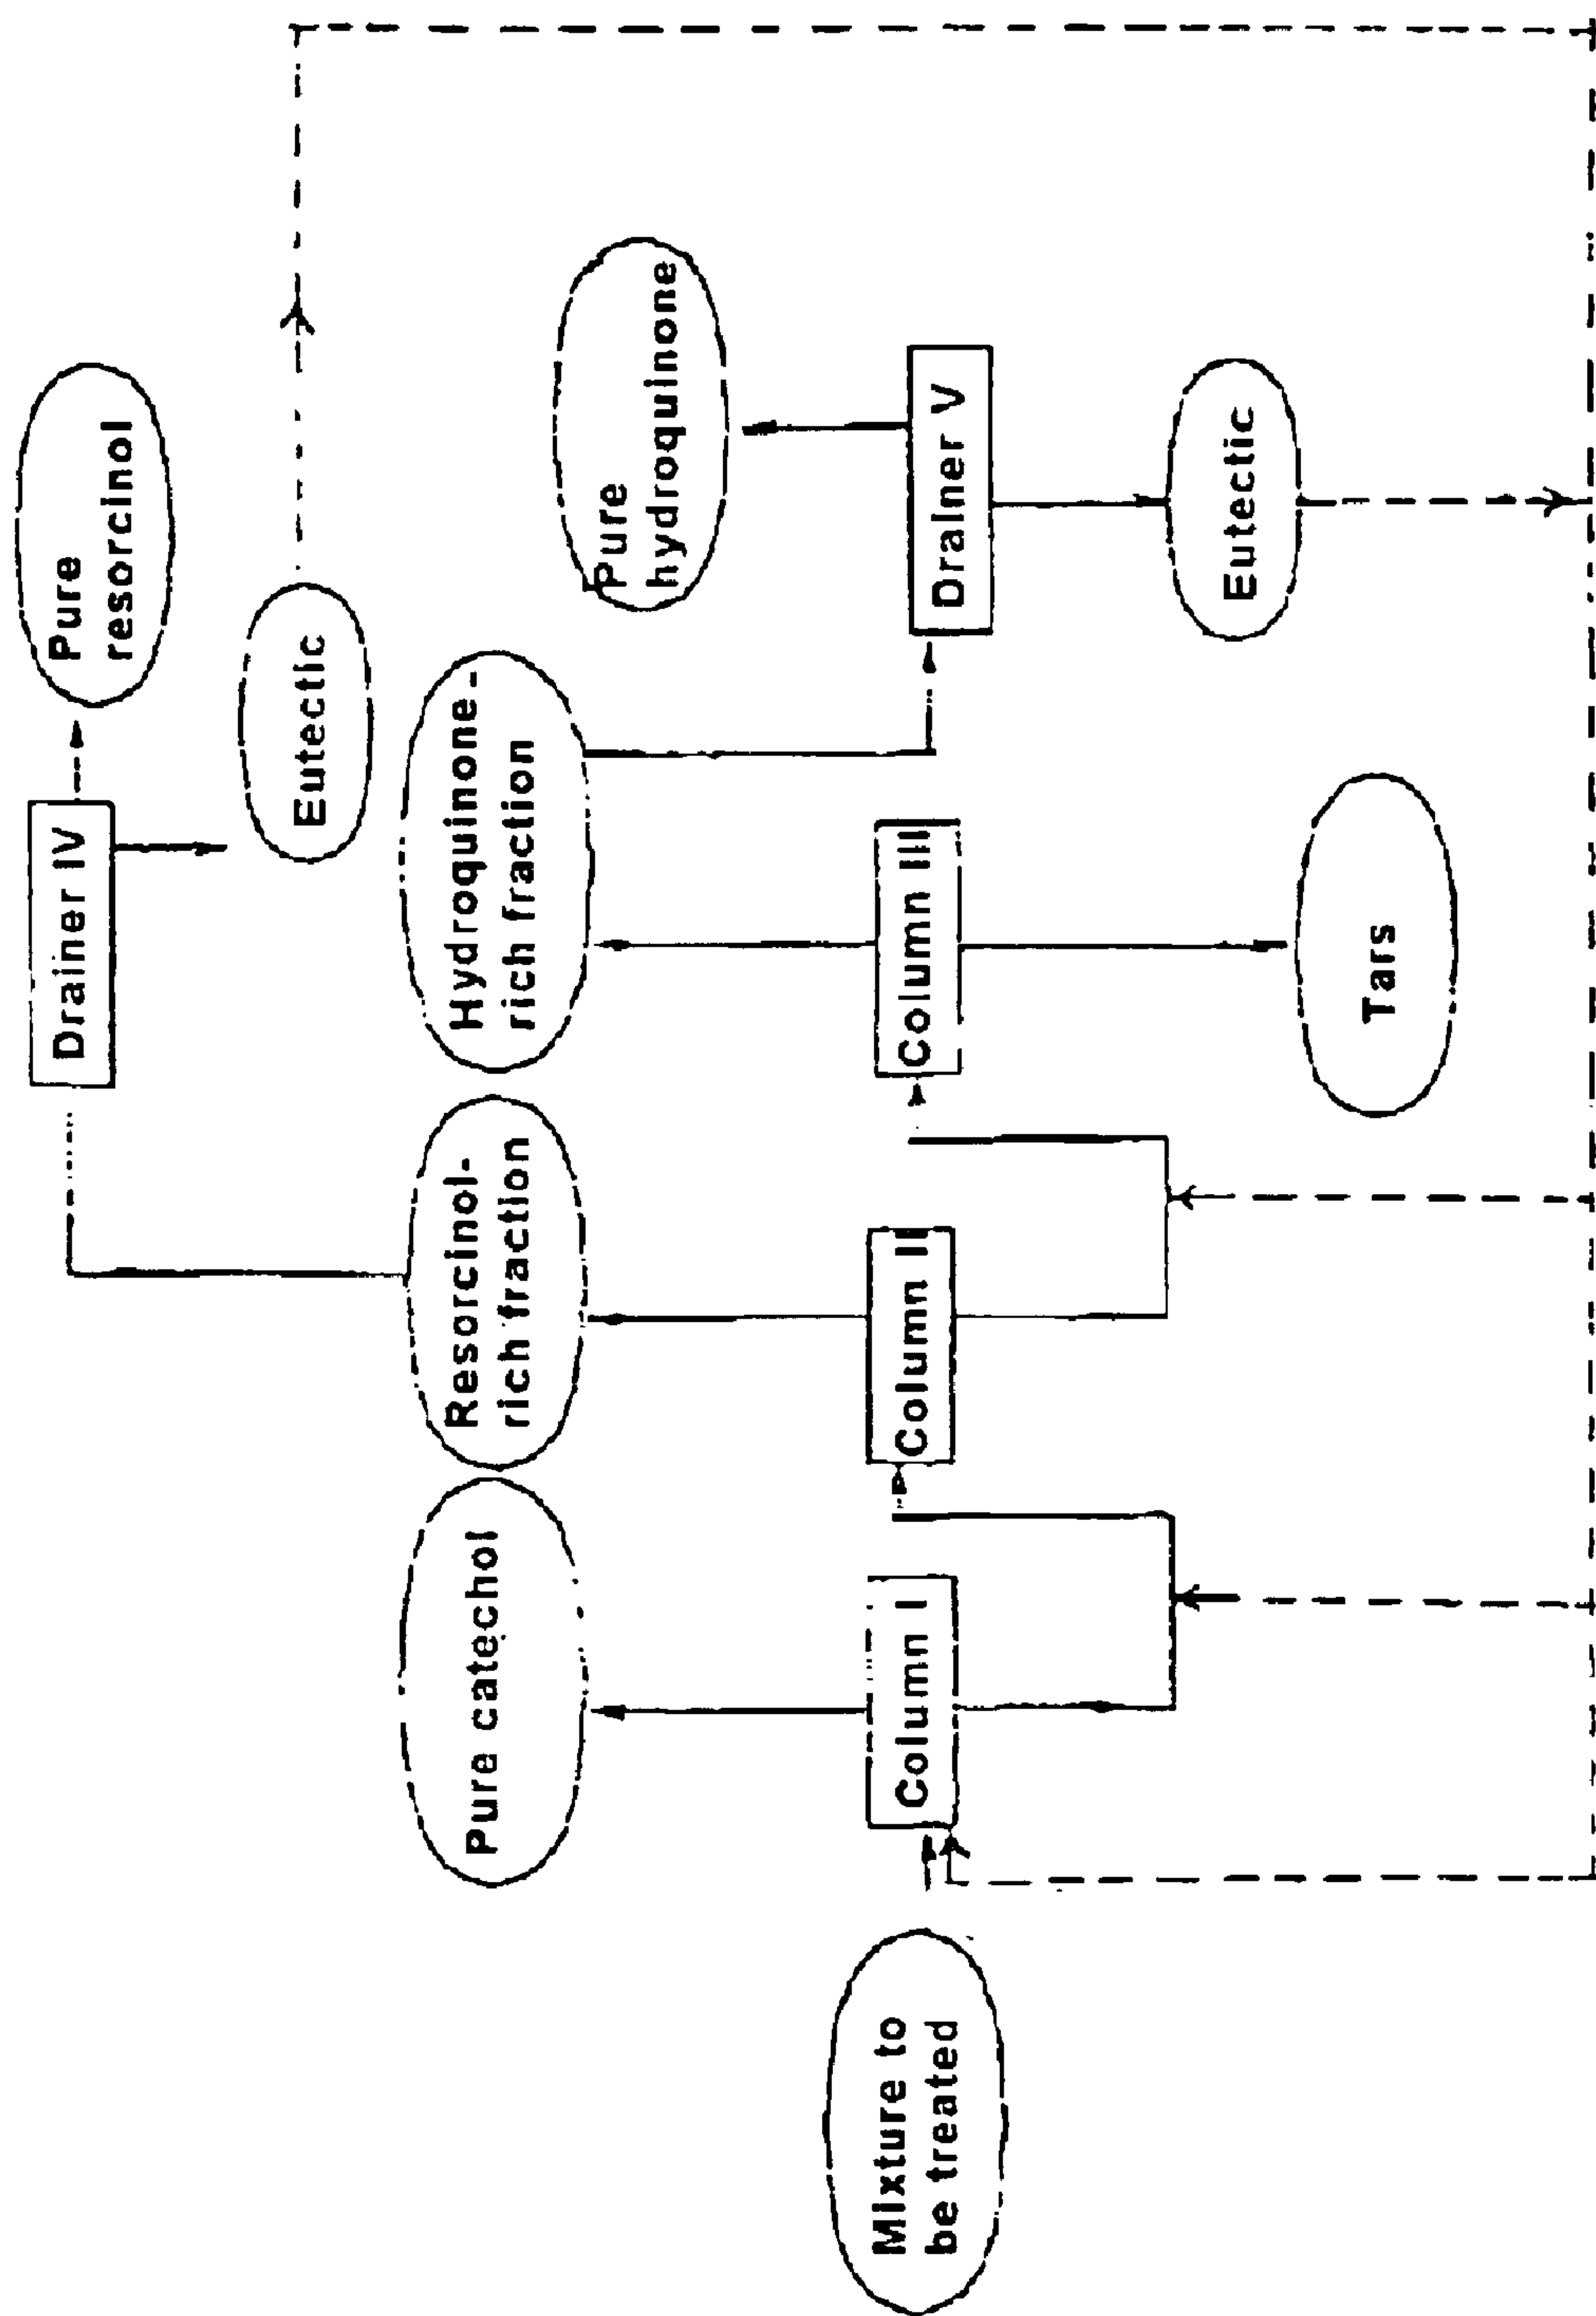 Drainer IV
Pure
resorcinol
Eutectic
Pure catechol
Resorcinol-
rich fraction
Hydroquinone-
rich fraction
Pure
hydroquinone
Mixture to
be treated
Column I
Column II
Column III
Drainer V
Tars
Eutectic